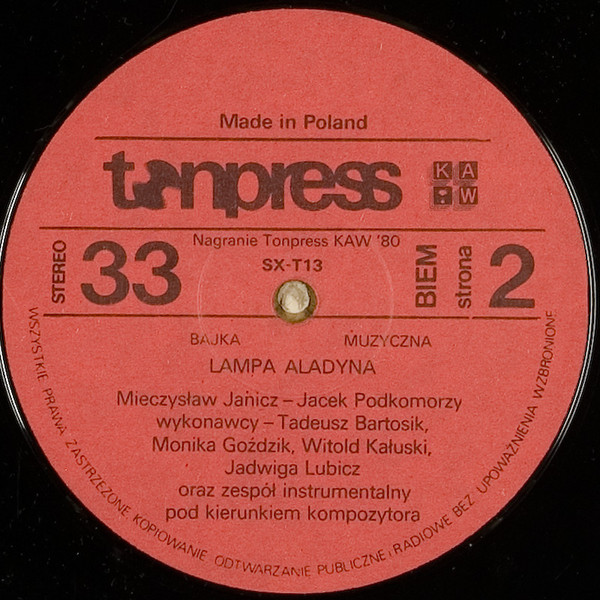 Made in Poland
tonpress KAW
Nagranie Tonpress KAW '80
STEREO 33 SX-T13 BIEM strona 2
BAJKA MUZYCZNA
LAMPA ALADYNA
Mieczysław Janicz – Jacek Podkomorzy
wykonawcy – Tadeusz Bartosik,
Monika Goździk, Witold Kałuski,
Jadwiga Lubicz
oraz zespół instrumentalny
pod kierunkiem kompozytora
WSZYSTKIE PRAWA ZASTRZEŻONE KOPIOWANIE ODTWARZANIE PUBLICZNE I RADIOWE BEZ UPOWAŻNIENIA WZBRONIONE